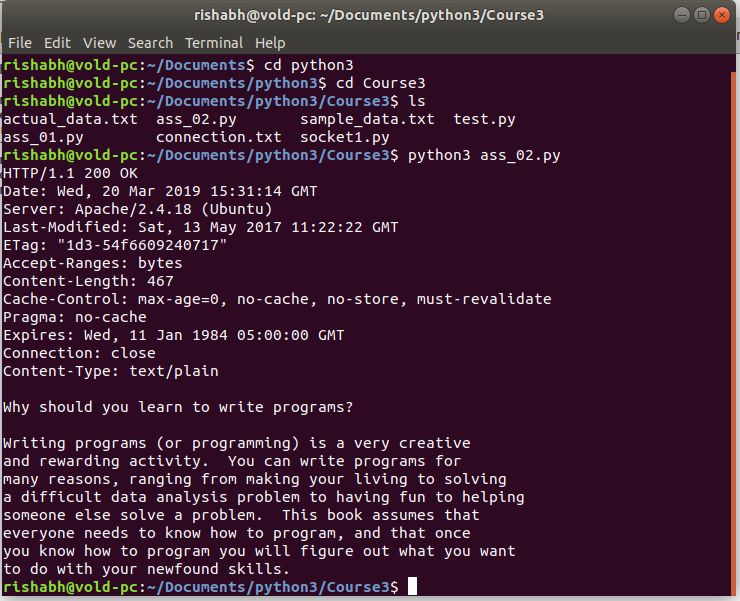 rishabh@vold-pc: ~/Documents/python3/Course3
File Edit View Search Terminal Help
rishabh@vold-pc:~/Documents$ cd python3
rishabh@vold-pc:~/Documents/python3$ cd Course3
rishabh@vold-pc:~/Documents/python3/Course3$ ls
actual_data.txt  ass_02.py       sample_data.txt  test.py
ass_01.py        connection.txt  socket1.py
rishabh@vold-pc:~/Documents/python3/Course3$ python3 ass_02.py
HTTP/1.1 200 OK
Date: Wed, 20 Mar 2019 15:31:14 GMT
Server: Apache/2.4.18 (Ubuntu)
Last-Modified: Sat, 13 May 2017 11:22:22 GMT
ETag: "1d3-54f6609240717"
Accept-Ranges: bytes
Content-Length: 467
Cache-Control: max-age=0, no-cache, no-store, must-revalidate
Pragma: no-cache
Expires: Wed, 11 Jan 1984 05:00:00 GMT
Connection: close
Content-Type: text/plain

Why should you learn to write programs?

Writing programs (or programming) is a very creative
and rewarding activity.  You can write programs for
many reasons, ranging from making your living to solving
a difficult data analysis problem to having fun to helping
someone else solve a problem.  This book assumes that
everyone needs to know how to program, and that once
you know how to program you will figure out what you want
to do with your newfound skills.
rishabh@vold-pc:~/Documents/python3/Course3$